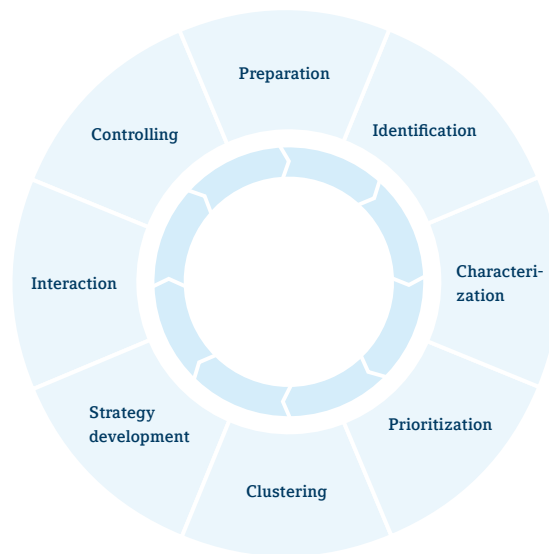 Preparation
Identification
Characteri-
zation
Prioritization
Clustering
Strategy
development
Interaction
Controlling